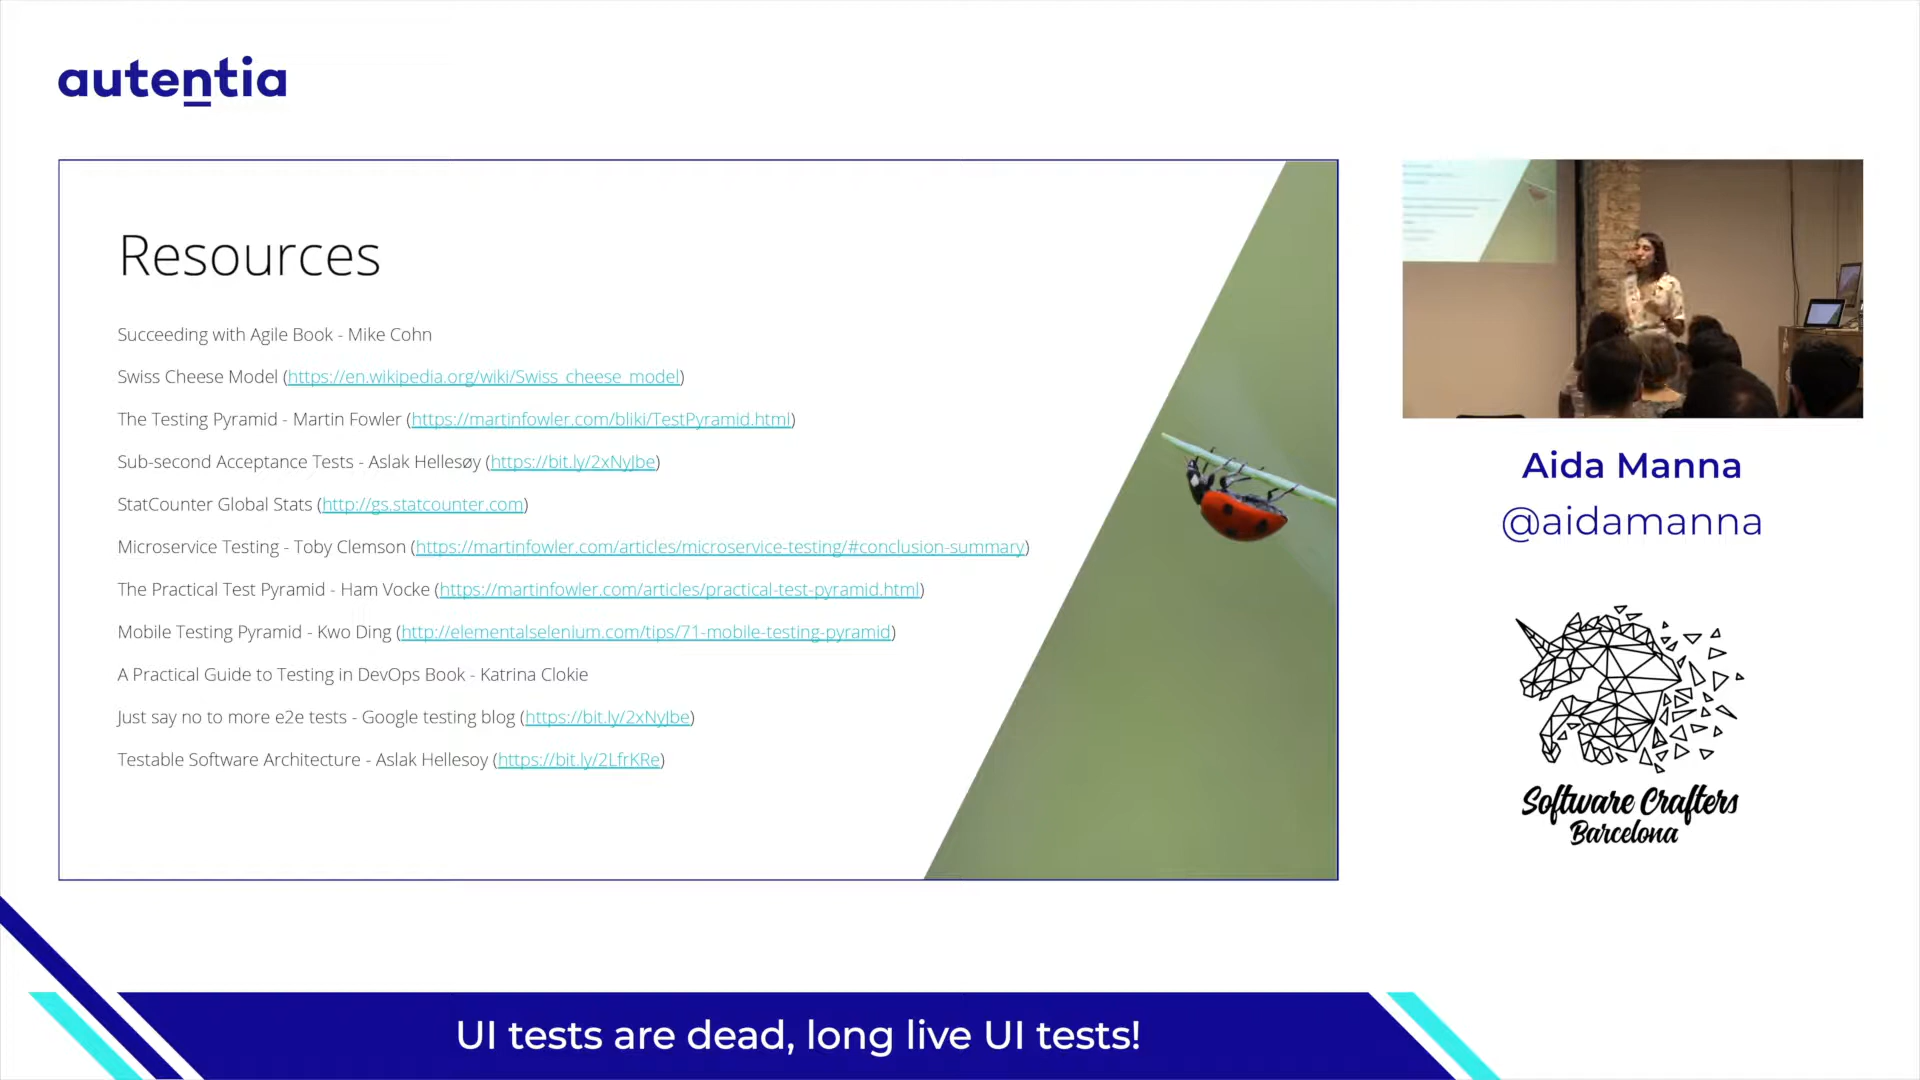 autentia
Resources
Succeeding with Agile Book - Mike Cohn
Swiss Cheese Model (https://en.wikipedia.org/wiki/Swiss_cheese_model)
The Testing Pyramid - Martin Fowler (https://martinfowler.com/bliki/TestPyramid.html)
Sub-second Acceptance Tests - Aslak Hellesøy (https://bit.ly/2xNyJbe)
StatCounter Global Stats (http://gs.statcounter.com)
Microservice Testing - Toby Clemson (https://martinfowler.com/articles/microservice-testing/#conclusion-summary)
The Practical Test Pyramid - Ham Vocke (https://martinfowler.com/articles/practical-test-pyramid.html)
Mobile Testing Pyramid - Kwo Ding (http://elementalselenium.com/tips/71-mobile-testing-pyramid)
A Practical Guide to Testing in DevOps Book - Katrina Clokie
Just say no to more e2e tests - Google testing blog (https://bit.ly/2xNyJbe)
Testable Software Architecture - Aslak Hellesoy (https://bit.ly/2LfrKRe)
Aida Manna
@aidamanna
Software Crafters
Barcelona
UI tests are dead, long live UI tests!